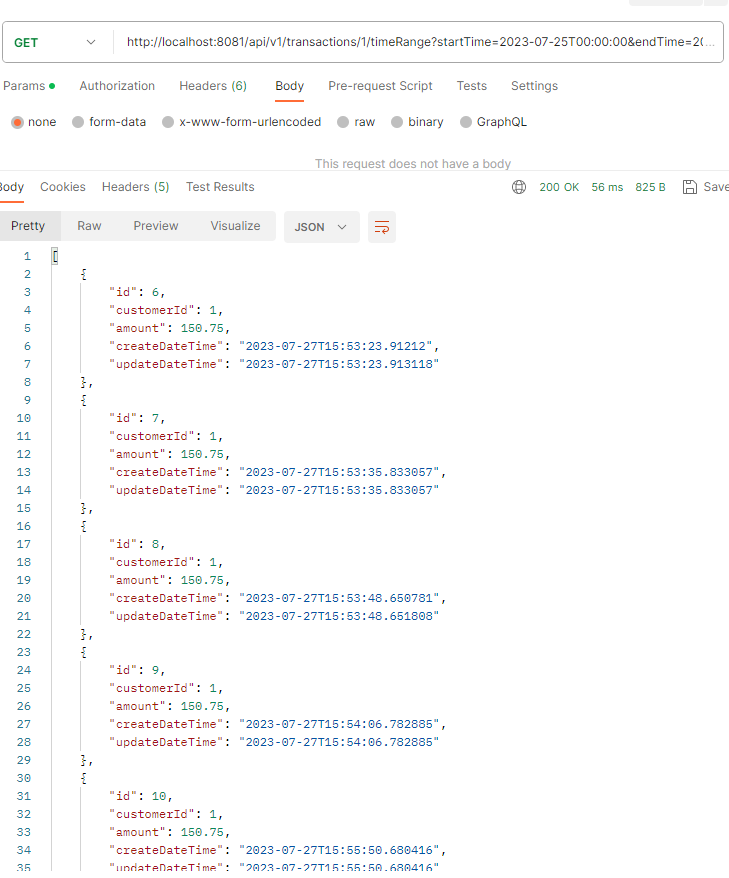 GET http://localhost:8081/api/v1/transactions/1/timeRange?startTime=2023-07-25T00:00:00&endTime=20...
Params Authorization Headers (6) Body Pre-request Script Tests Settings
none form-data x-www-form-urlencoded raw binary GraphQL
This request does not have a body
Body Cookies Headers (5) Test Results 200 OK 56 ms 825 B Save
Pretty Raw Preview Visualize JSON
1 [
2 {
3 "id": 6,
4 "customerId": 1,
5 "amount": 150.75,
6 "createDateTime": "2023-07-27T15:53:23.91212",
7 "updateDateTime": "2023-07-27T15:53:23.913118"
8 },
9 {
10 "id": 7,
11 "customerId": 1,
12 "amount": 150.75,
13 "createDateTime": "2023-07-27T15:53:35.833057",
14 "updateDateTime": "2023-07-27T15:53:35.833057"
15 },
16 {
17 "id": 8,
18 "customerId": 1,
19 "amount": 150.75,
20 "createDateTime": "2023-07-27T15:53:48.650781",
21 "updateDateTime": "2023-07-27T15:53:48.651808"
22 },
23 {
24 "id": 9,
25 "customerId": 1,
26 "amount": 150.75,
27 "createDateTime": "2023-07-27T15:54:06.782885",
28 "updateDateTime": "2023-07-27T15:54:06.782885"
29 },
30 {
31 "id": 10,
32 "customerId": 1,
33 "amount": 150.75,
34 "createDateTime": "2023-07-27T15:55:50.680416",
35 "updateDateTime": "2023-07-27T15:55:50.680416"